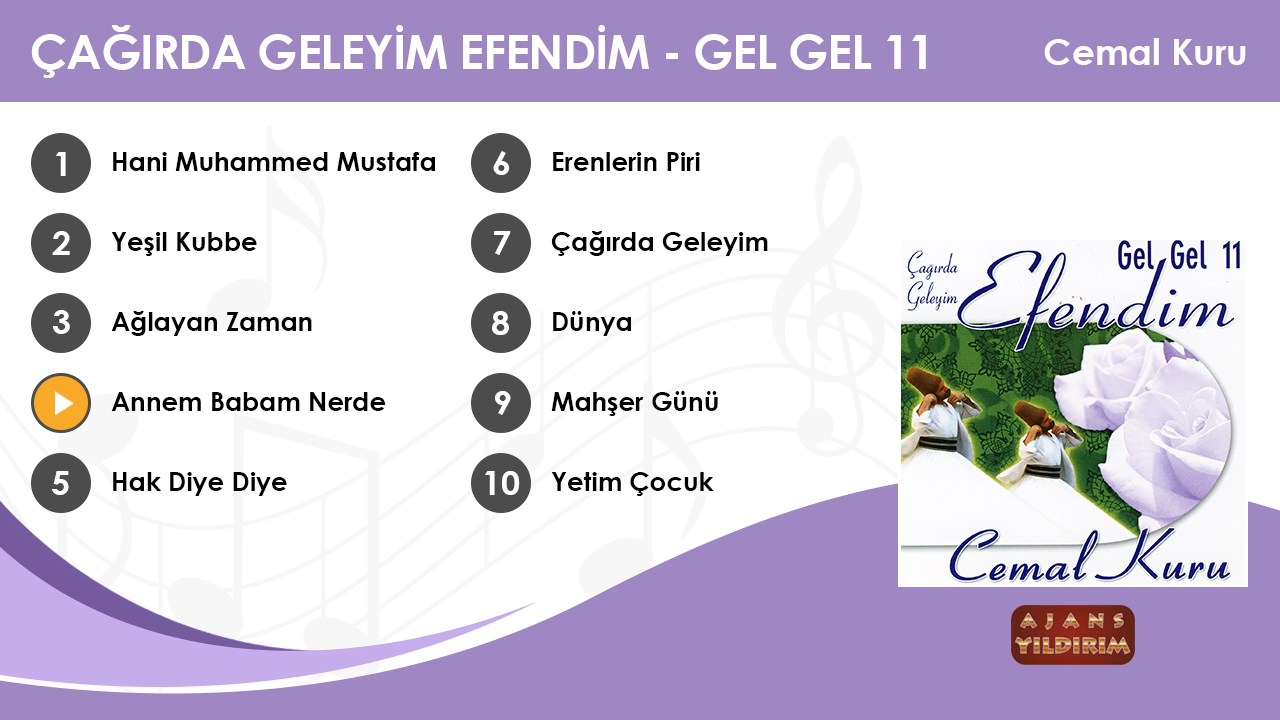 ÇAĞIRDA GELEYİM EFENDİM - GEL GEL 11
Cemal Kuru
1 Hani Muhammed Mustafa
2 Yeşil Kubbe
3 Ağlayan Zaman
Annem Babam Nerde
5 Hak Diye Diye
6 Erenlerin Piri
7 Çağırda Geleyim
8 Dünya
9 Mahşer Günü
10 Yetim Çocuk
Gel Gel 11
Çağırda
Geleyim
Efendim
Cemal Kuru
AJANS
YILDIRIM